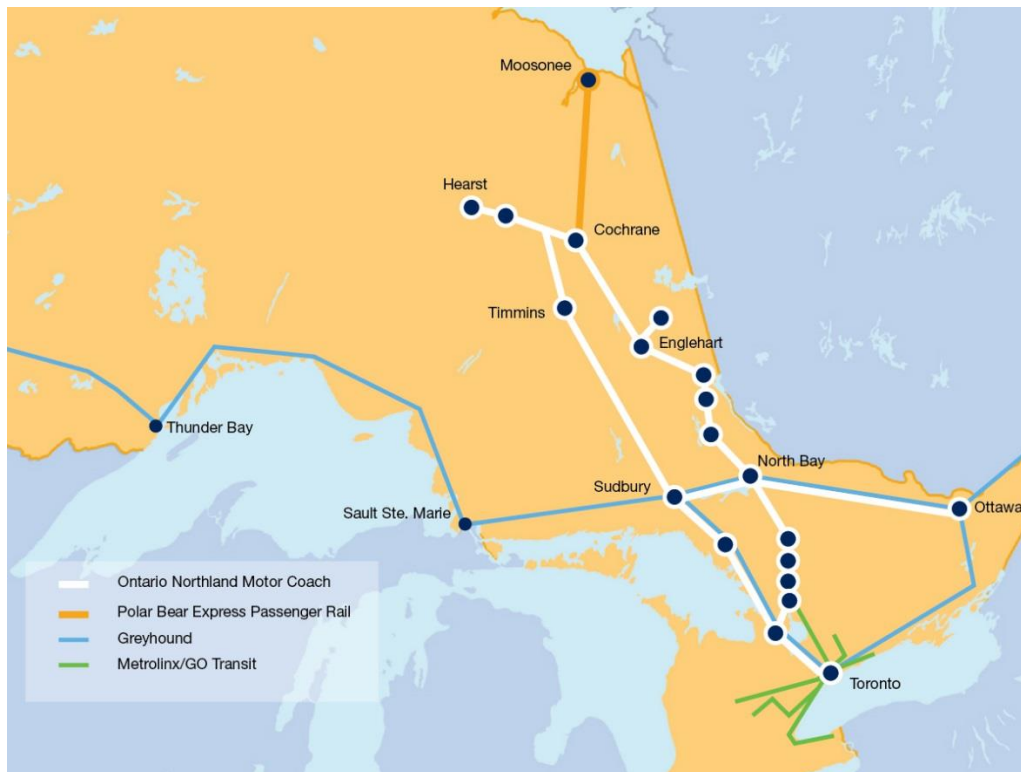 Moosonee
Hearst
Cochrane
Timmins
Englehart
Thunder Bay
North Bay
Sudbury
Ottawa
Sault Ste. Marie
Ontario Northland Motor Coach
Polar Bear Express Passenger Rail
Greyhound
Metrolinx/GO Transit
Toronto